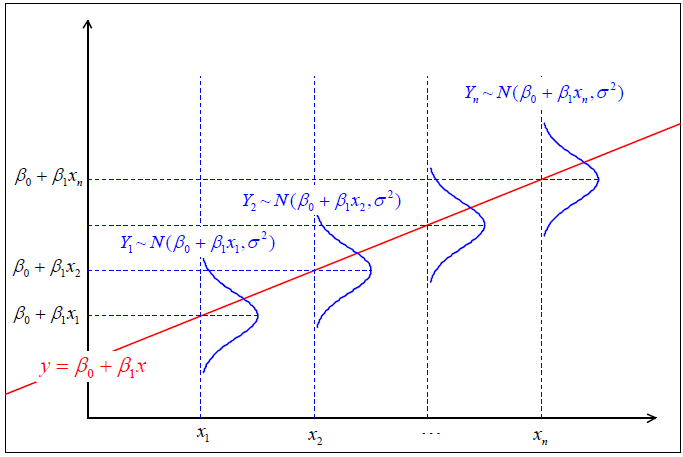 Yₙ ~ N(β₀ + β₁xₙ, σ²)
β₀ + β₁xₙ
Y₂ ~ N(β₀ + β₁x₂, σ²)
Y₁ ~ N(β₀ + β₁x₁, σ²)
β₀ + β₁x₂
β₀ + β₁x₁
y = β₀ + β₁x
x₁ x₂ ... xₙ